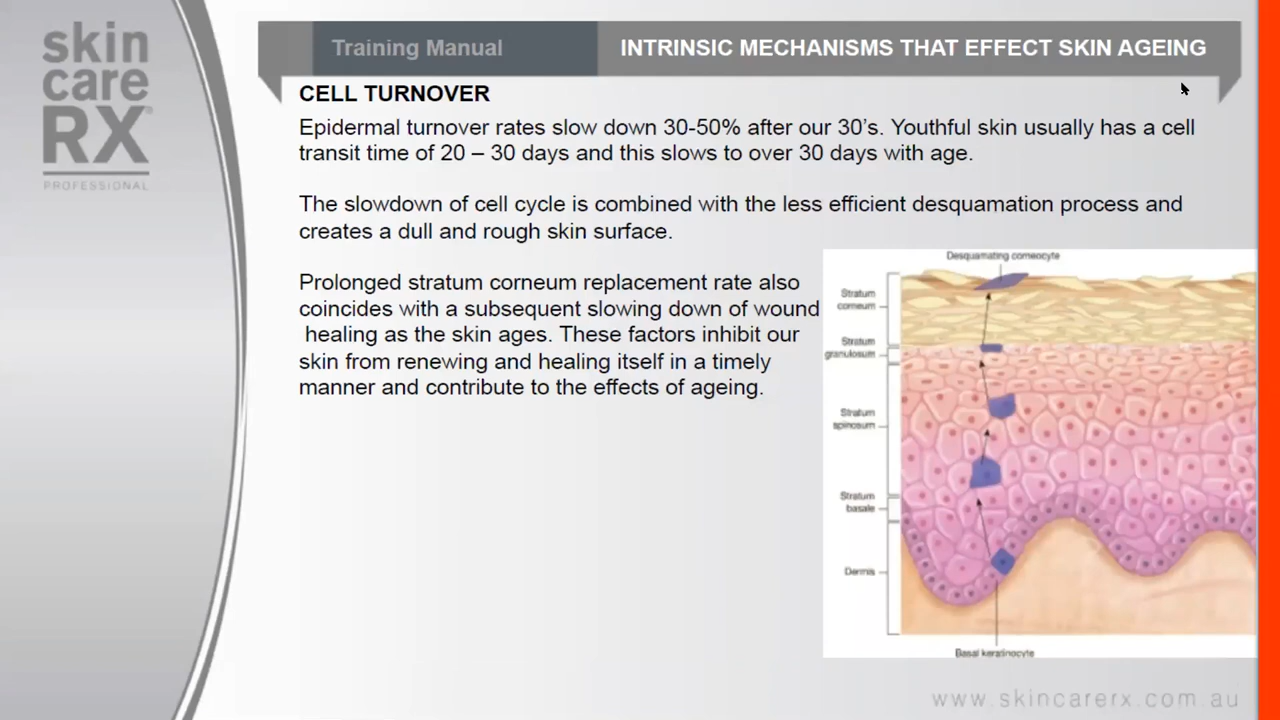 skin
care
RX®
PROFESSIONAL
Training Manual
INTRINSIC MECHANISMS THAT EFFECT SKIN AGEING
CELL TURNOVER
Epidermal turnover rates slow down 30-50% after our 30’s. Youthful skin usually has a cell
transit time of 20 – 30 days and this slows to over 30 days with age.
The slowdown of cell cycle is combined with the less efficient desquamation process and
creates a dull and rough skin surface.
Prolonged stratum corneum replacement rate also
coincides with a subsequent slowing down of wound
healing as the skin ages. These factors inhibit our
skin from renewing and healing itself in a timely
manner and contribute to the effects of ageing.
Desquamating corneocyte
Stratum
corneum
Stratum
granulosum
Stratum
spinosum
Stratum
basale
Dermis
Basal keratinocyte
www.skincarerx.com.au